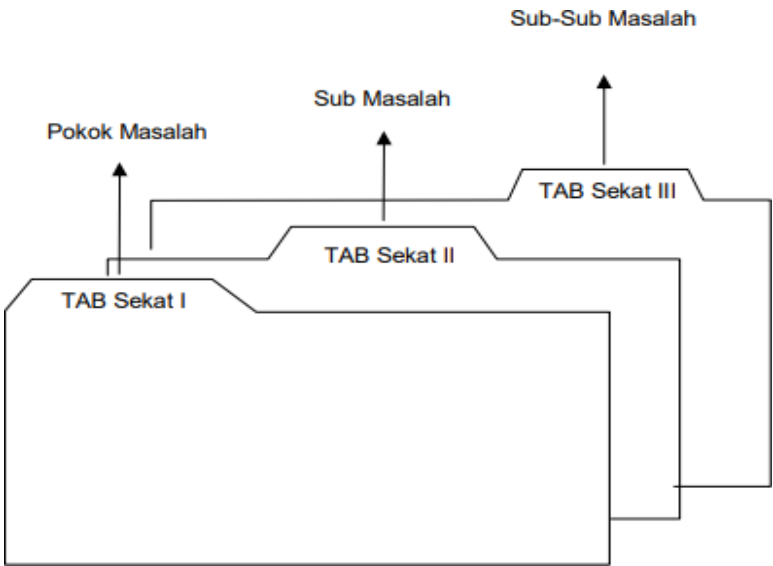 Sub-Sub Masalah
Sub Masalah
Pokok Masalah
TAB Sekat III
TAB Sekat II
TAB Sekat I